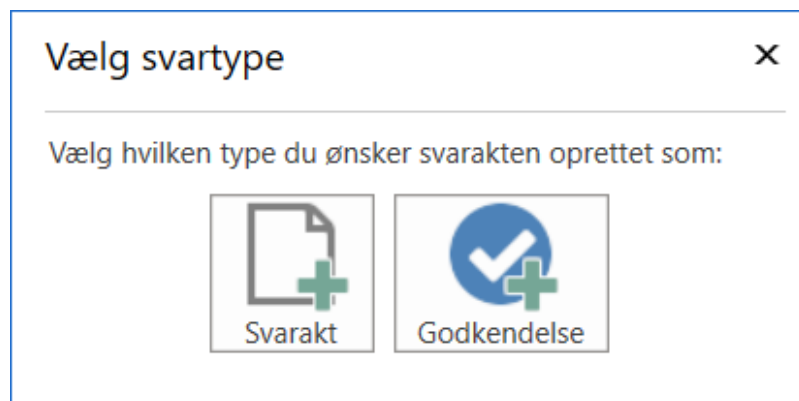 Vælg svartype
Vælg hvilken type du ønsker svarakten oprettet som:
Svarakt
Godkendelse